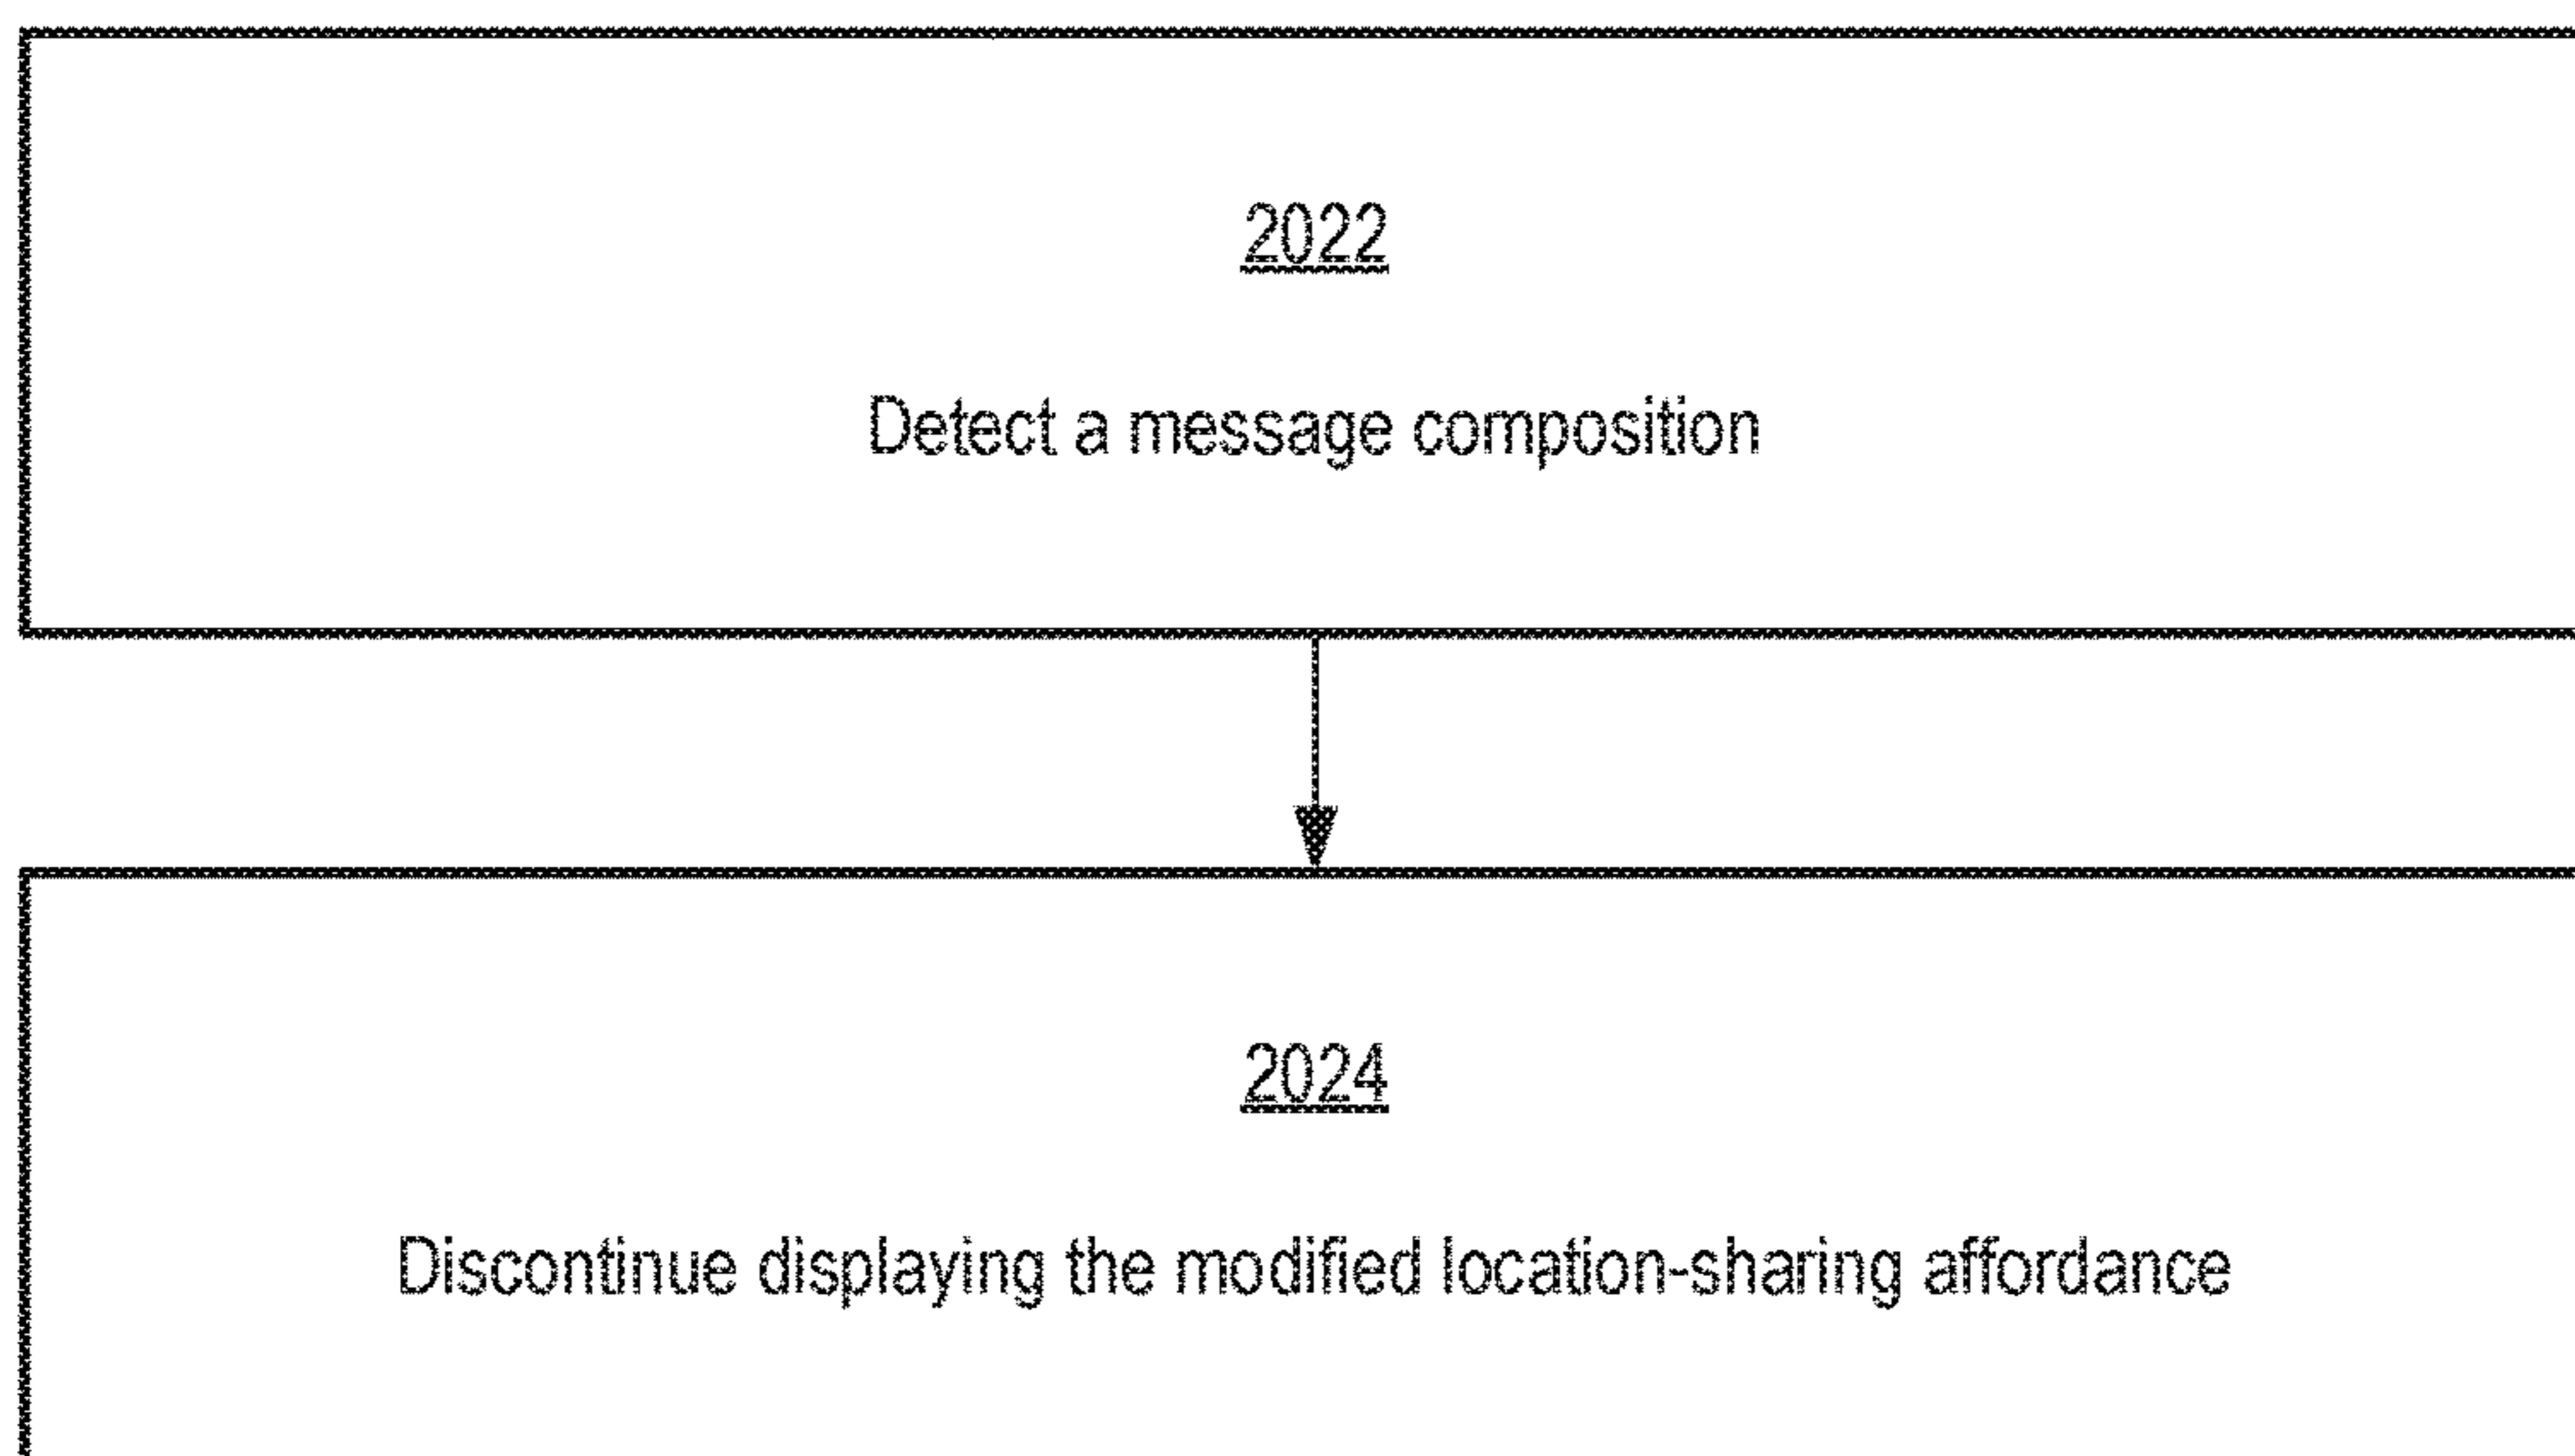 2022
Detect a message composition
2024
Discontinue displaying the modified location-sharing affordance